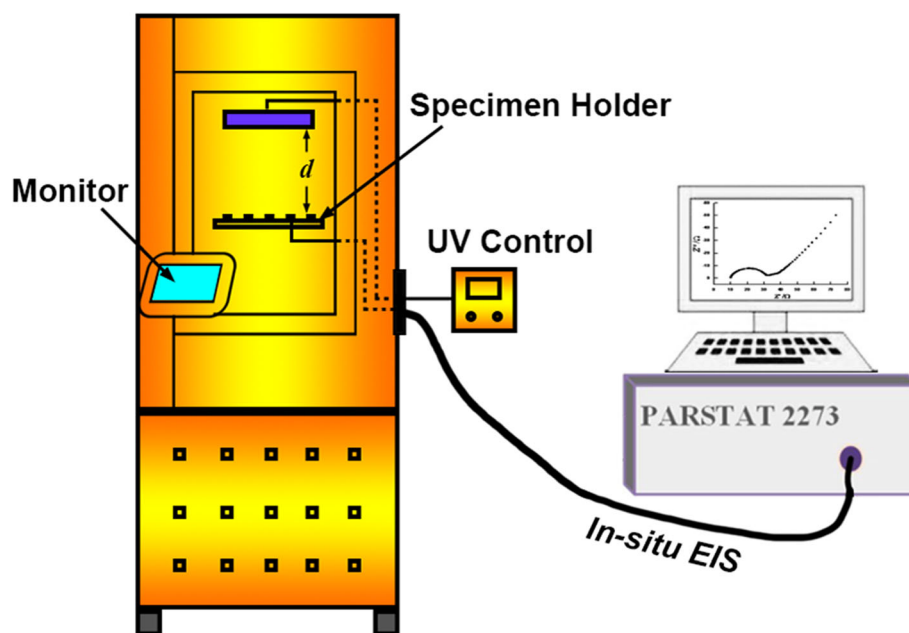 Specimen Holder
d
Monitor
UV Control
PARSTAT 2273
In-situ EIS